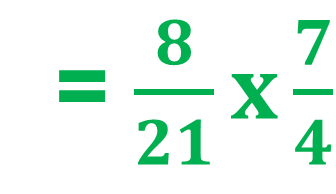 = 8/21 x 7/4